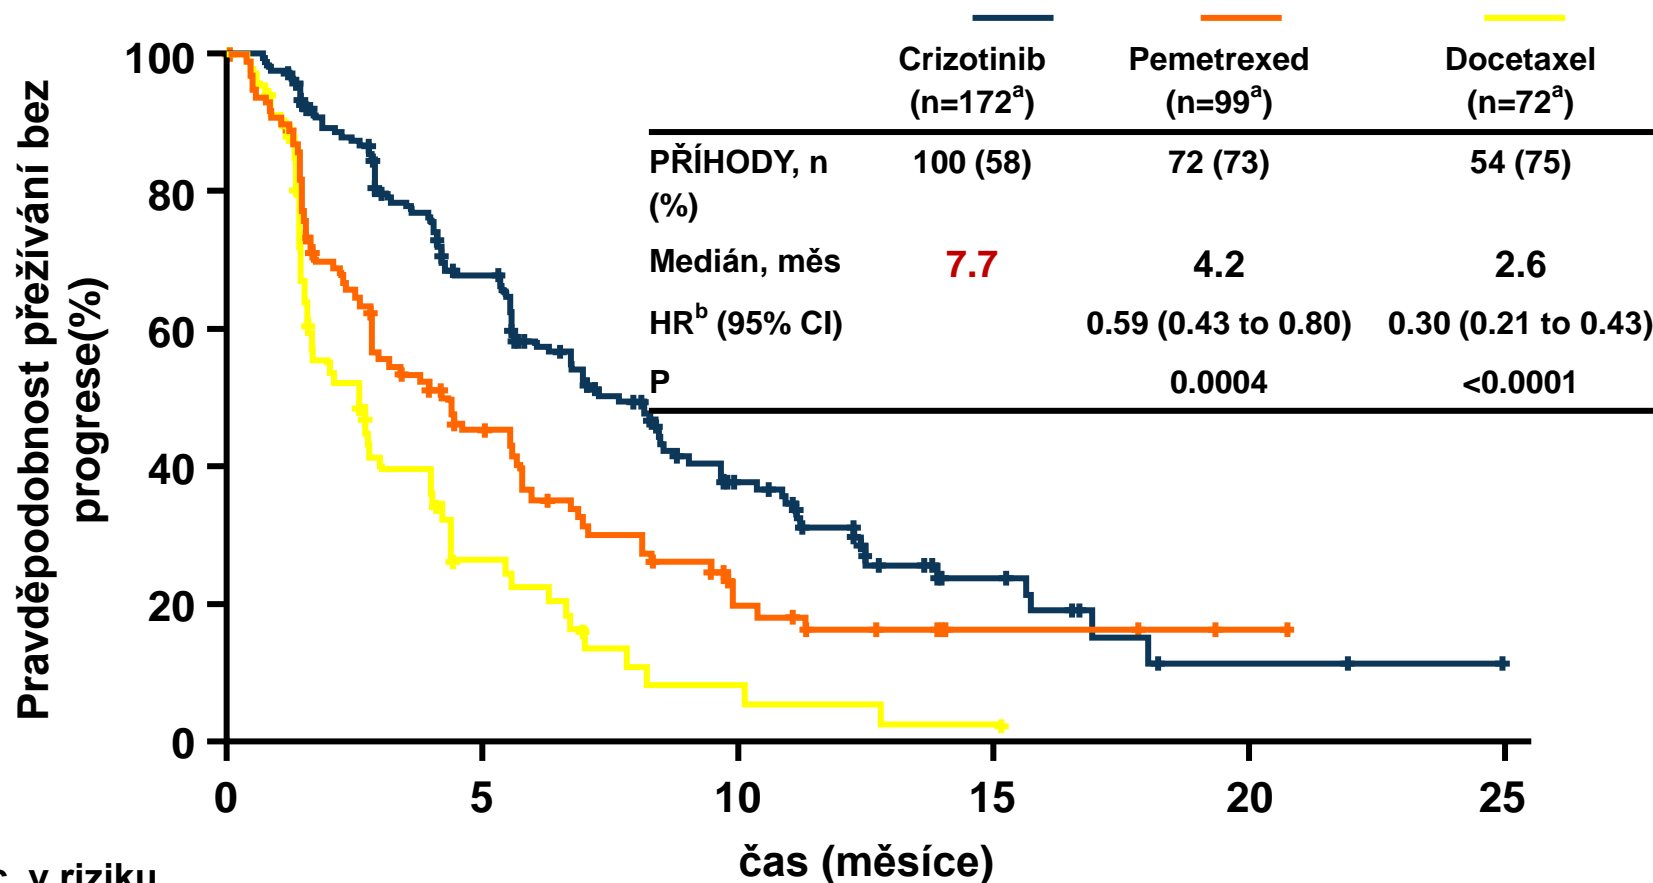 Crizotinib Pemetrexed Docetaxel
(n=172a) (n=99a) (n=72a)
PŘÍHODY, n 100 (58) 72 (73) 54 (75)
(%)
Medián, měs 7.7 4.2 2.6
HRb (95% CI) 0.59 (0.43 to 0.80) 0.30 (0.21 to 0.43)
P 0.0004 <0.0001
Pravděpodobnost přežívání bez
progrese(%)
100
80
60
40
20
0
0 5 10 15 20 25
čas (měsíce)
v riziku